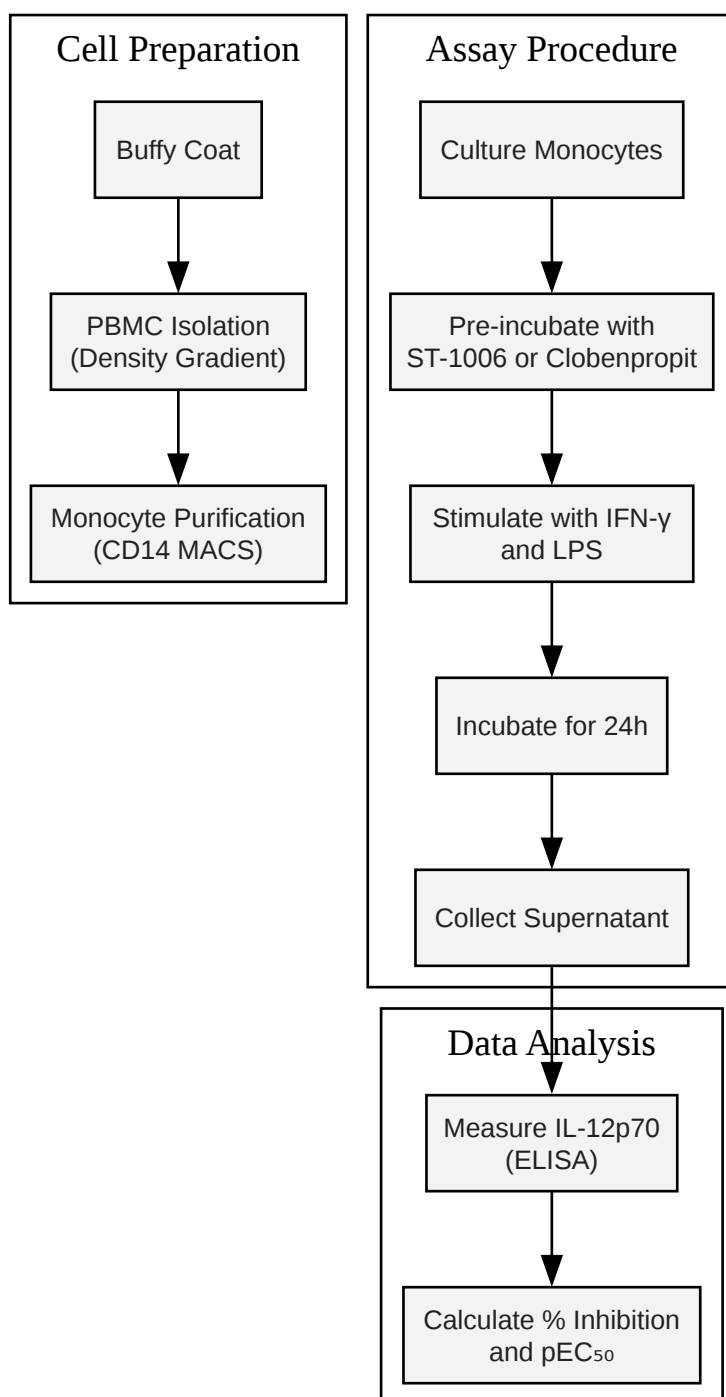 Cell Preparation
Buffy Coat
PBMC Isolation
(Density Gradient)
Monocyte Purification
(CD14 MACS)
Assay Procedure
Culture Monocytes
Pre-incubate with
ST-1006 or Clobenpropit
Stimulate with IFN-γ
and LPS
Incubate for 24h
Collect Supernatant
Data Analysis
Measure IL-12p70
(ELISA)
Calculate % Inhibition
and pEC₅₀